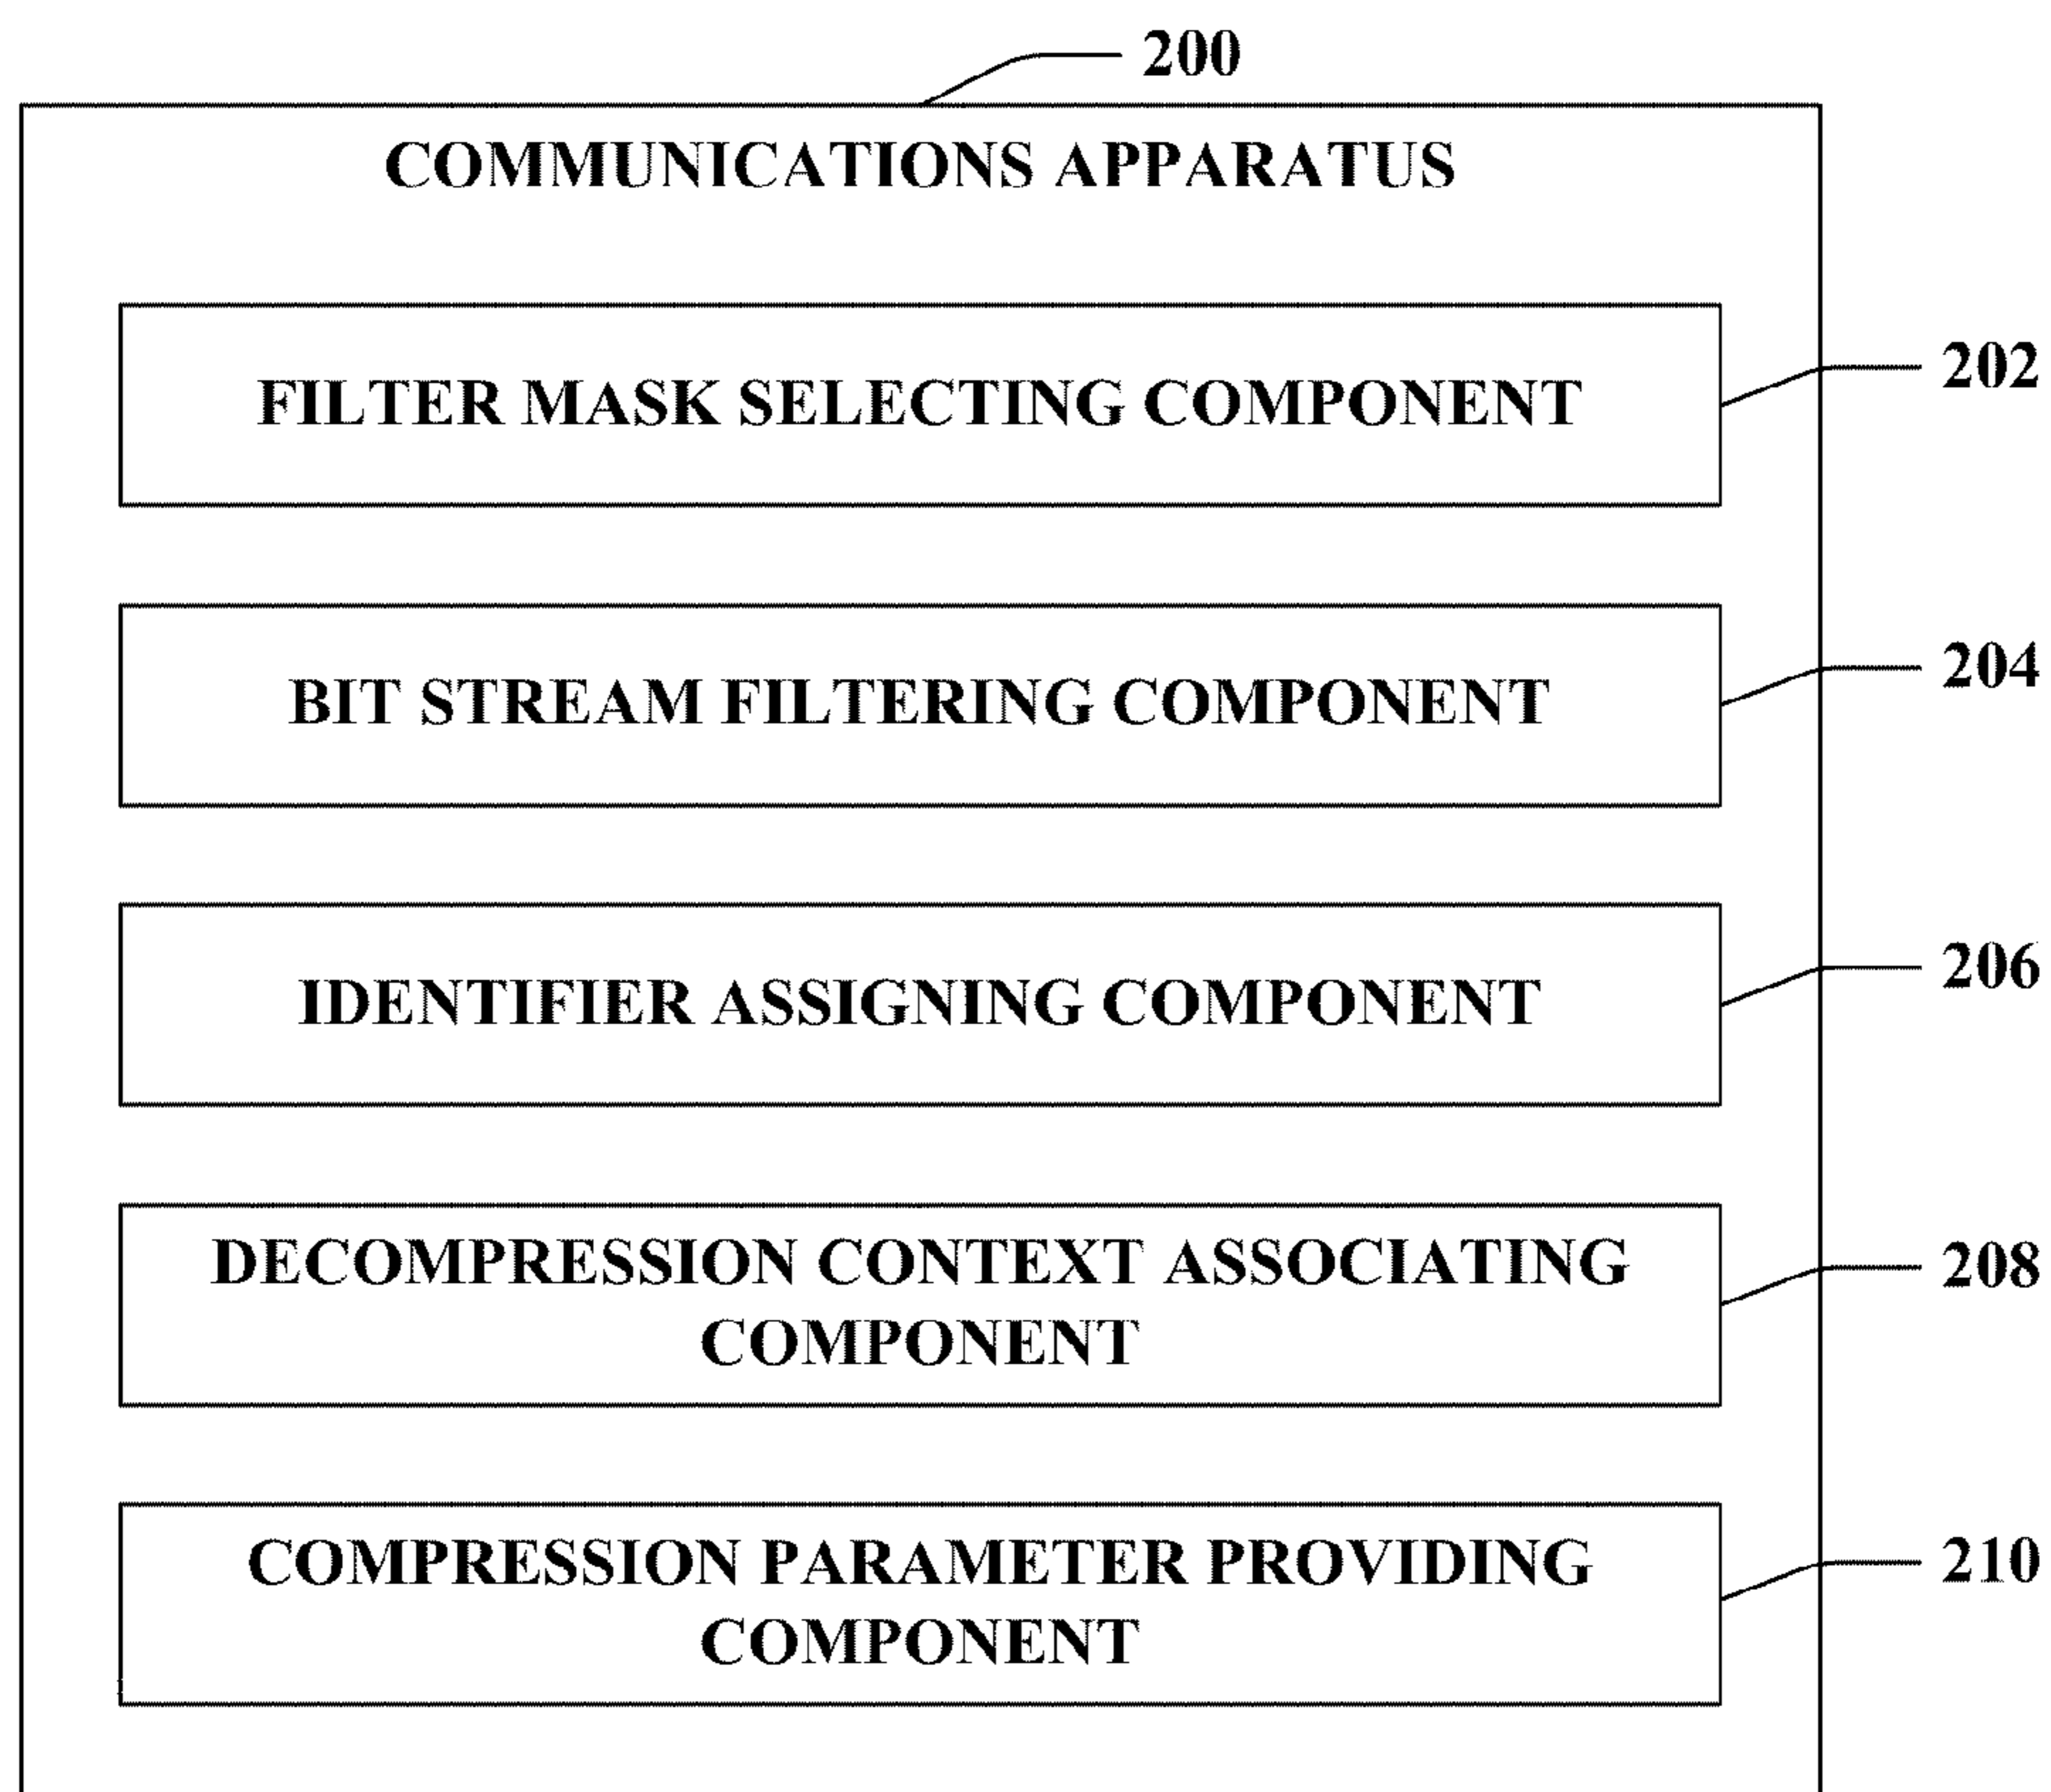 200
COMMUNICATIONS APPARATUS
FILTER MASK SELECTING COMPONENT
202
BIT STREAM FILTERING COMPONENT
204
IDENTIFIER ASSIGNING COMPONENT
206
DECOMPRESSION CONTEXT ASSOCIATING
COMPONENT
208
COMPRESSION PARAMETER PROVIDING
COMPONENT
210